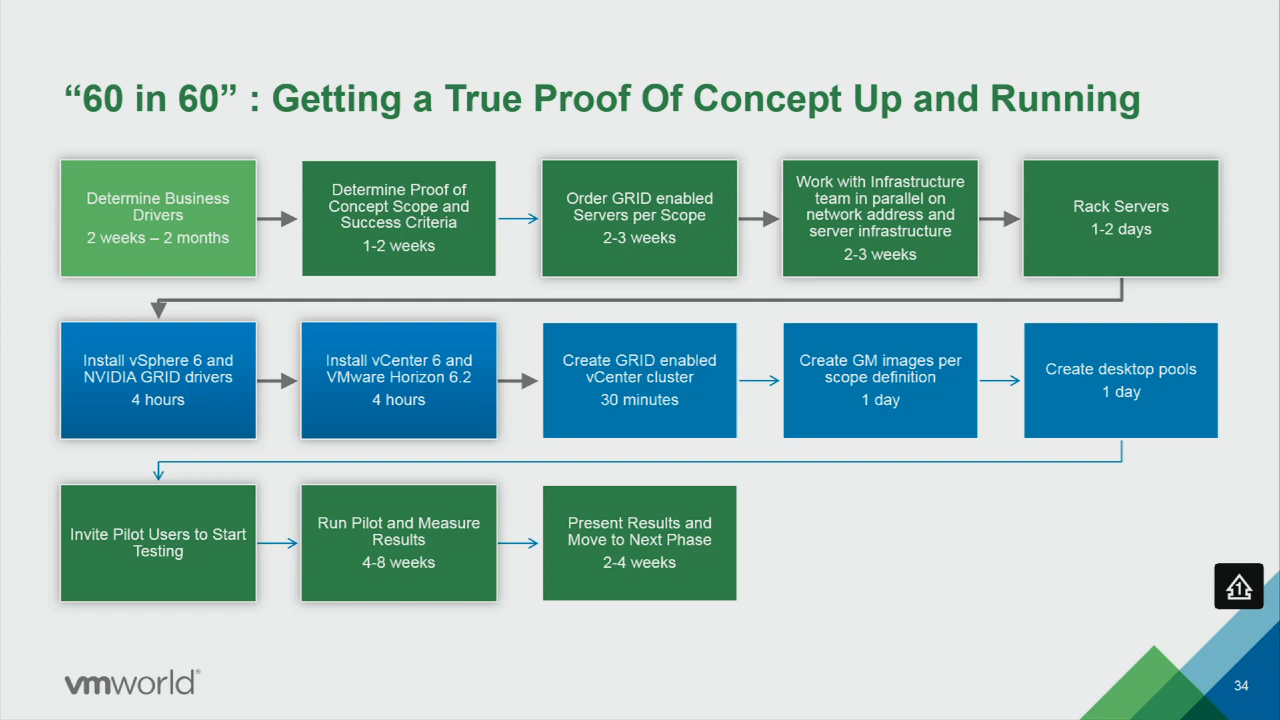 “60 in 60” : Getting a True Proof Of Concept Up and Running
Determine Business
Drivers
2 weeks – 2 months
Determine Proof of
Concept Scope and
Success Criteria
1-2 weeks
Order GRID enabled
Servers per Scope
2-3 weeks
Work with Infrastructure
team in parallel on
network address and
server infrastructure
2-3 weeks
Rack Servers
1-2 days
Install vSphere 6 and
NVIDIA GRID drivers
4 hours
Install vCenter 6 and
VMware Horizon 6.2
4 hours
Create GRID enabled
vCenter cluster
30 minutes
Create GM images per
scope definition
1 day
Create desktop pools
1 day
Invite Pilot Users to Start
Testing
Run Pilot and Measure
Results
4-8 weeks
Present Results and
Move to Next Phase
2-4 weeks
1
vmworld®
34